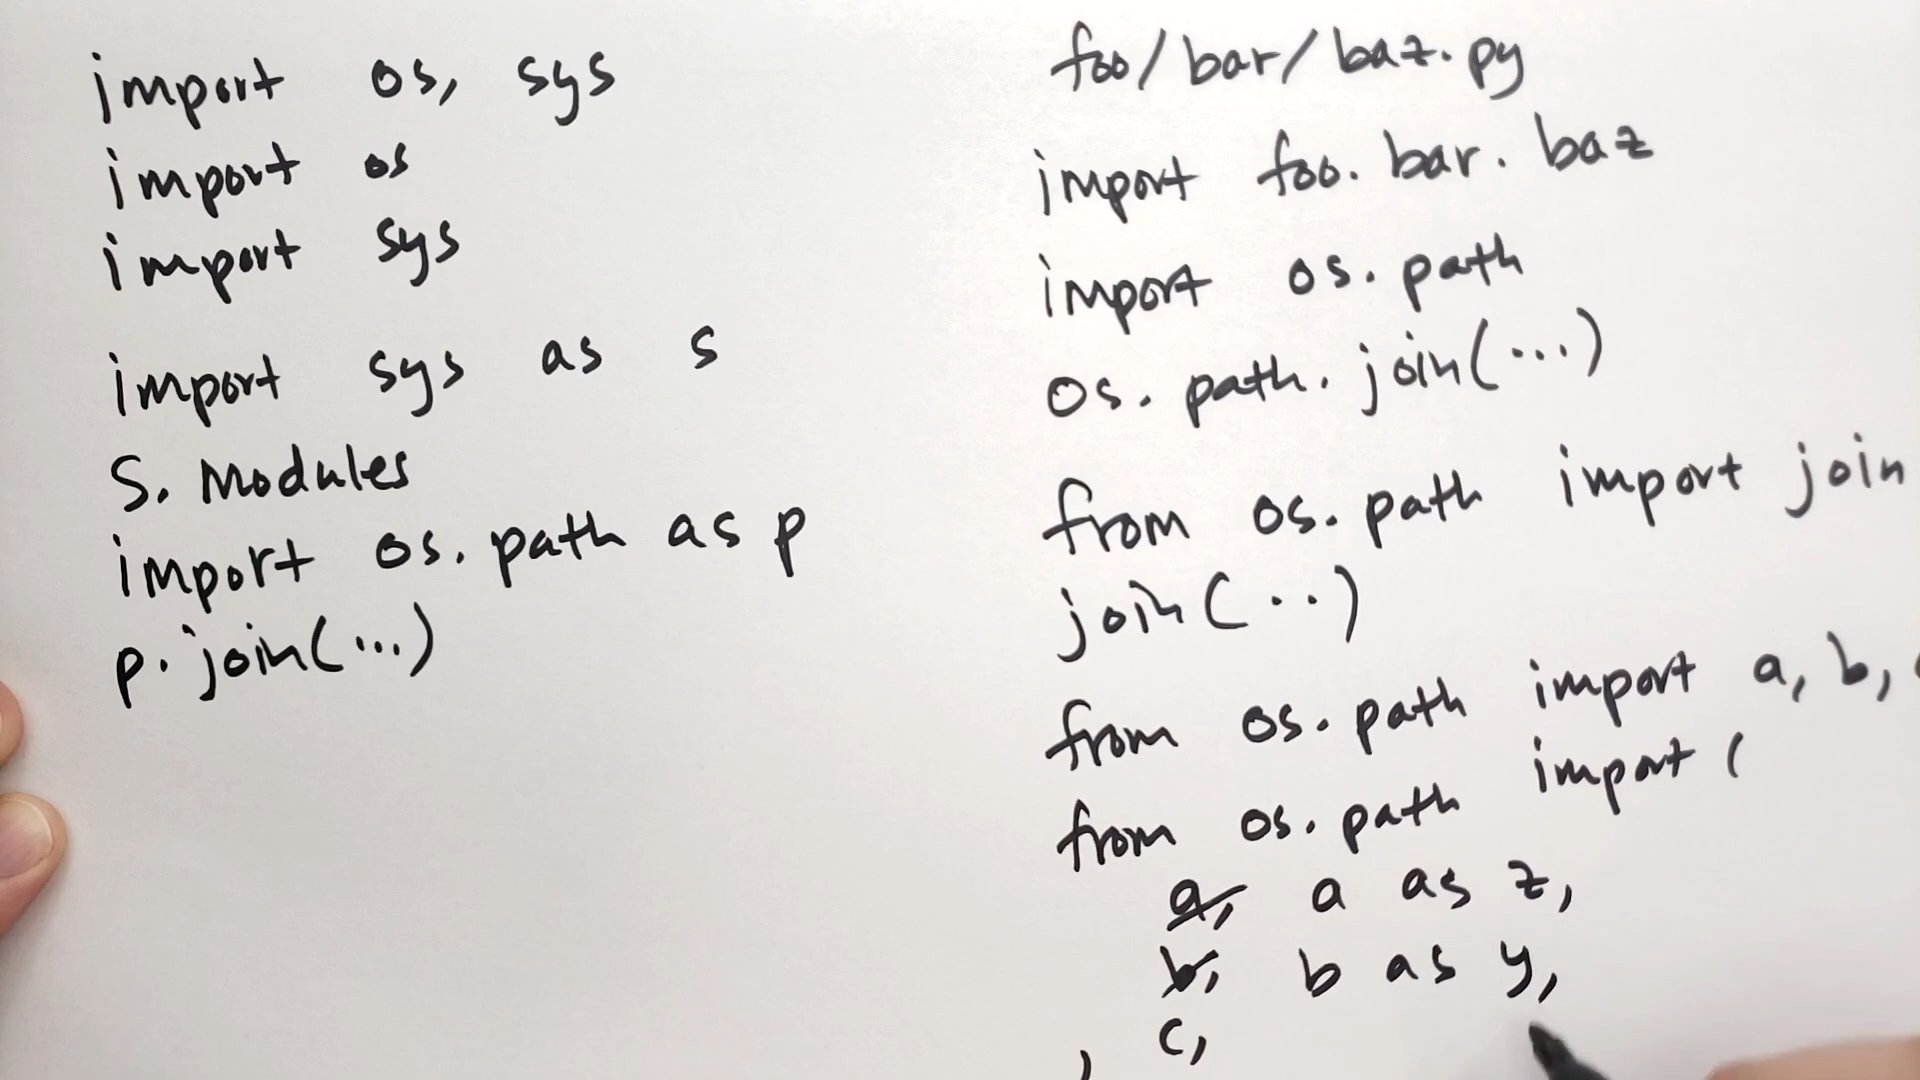 import os, sys
import os
import sys
import sys as s
s. modules
import os. path as p
p. join(...)
foo/bar/baz.py
import foo. bar. baz
import os. path
os. path. join(...)
from os. path import join
join(..)
from os. path import a, b,
from os. path import (
a, a as z,
b, b as y,
c,
)